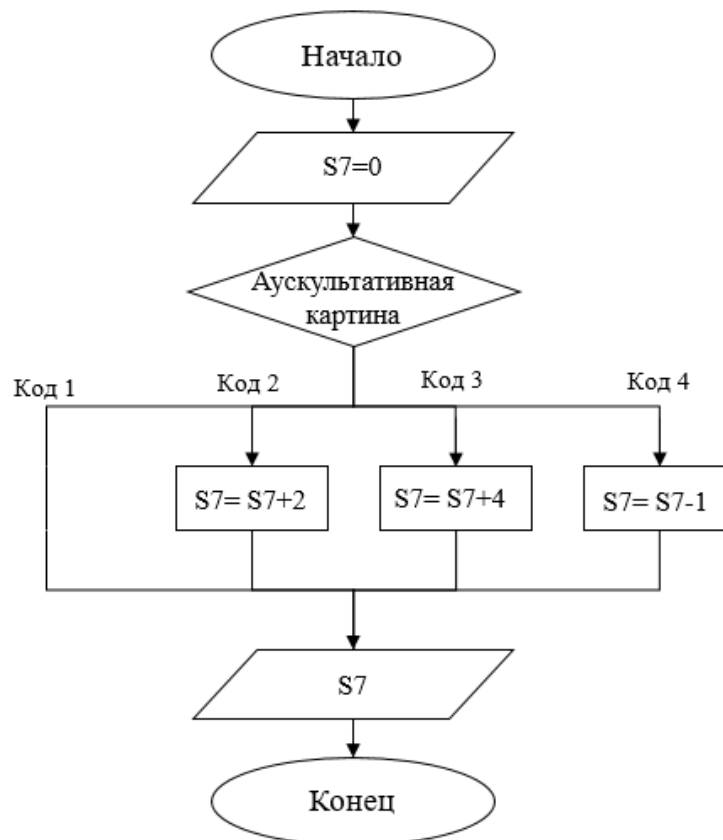 Начало
S7=0
Аускультативная
картина
Код 1
Код 2
Код 3
Код 4
S7= S7+2
S7= S7+4
S7= S7-1
S7
Конец